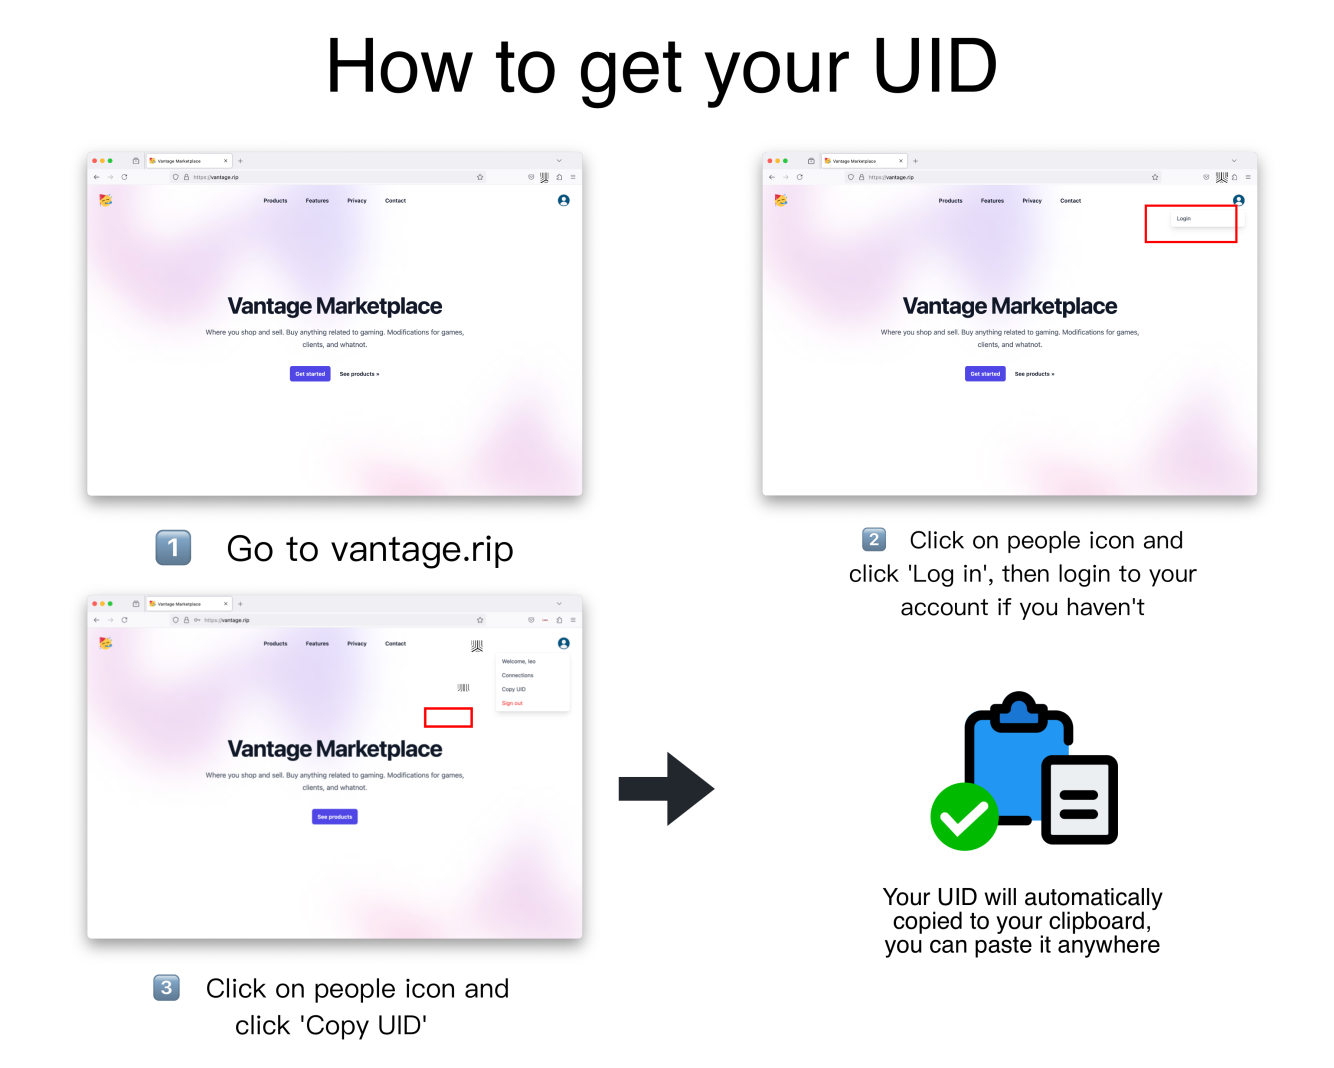 How to get your UID
Vantage Marketplace
https://vantage.rip
Products Features Privacy Contact
Vantage Marketplace
Where you shop and sell. Buy anything related to gaming. Modifications for games,
clients, and whatnot.
Get started See products »
1 Go to vantage.rip
Vantage Marketplace
https://vantage.rip
Products Features Privacy Contact
Login
Vantage Marketplace
Where you shop and sell. Buy anything related to gaming. Modifications for games,
clients, and whatnot.
Get started See products »
2 Click on people icon and
click 'Log in', then login to your
account if you haven't
Vantage Marketplace
https://vantage.rip
Products Features Privacy Contact
Welcome, leo
Connections
Copy UID
Sign out
Vantage Marketplace
Where you shop and sell. Buy anything related to gaming. Modifications for games,
clients, and whatnot.
See products
3 Click on people icon and
click 'Copy UID'
Your UID will automatically
copied to your clipboard,
you can paste it anywhere